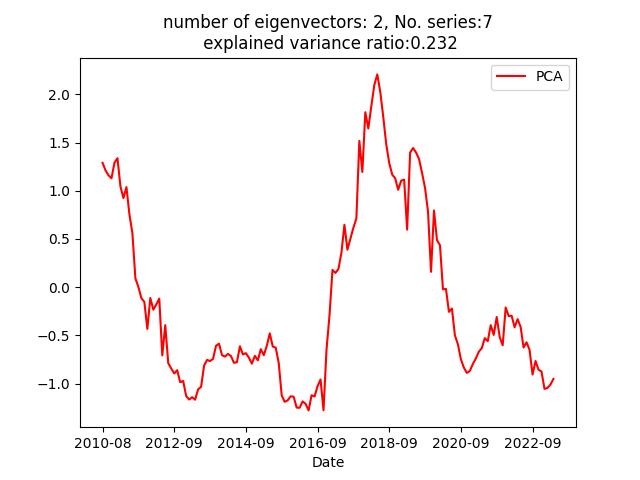 number of eigenvectors: 2, No. series:7
explained variance ratio:0.232
PCA
2.0
1.5
1.0
0.5
0.0
−0.5
−1.0
2010-08 2012-09 2014-09 2016-09 2018-09 2020-09 2022-09
Date